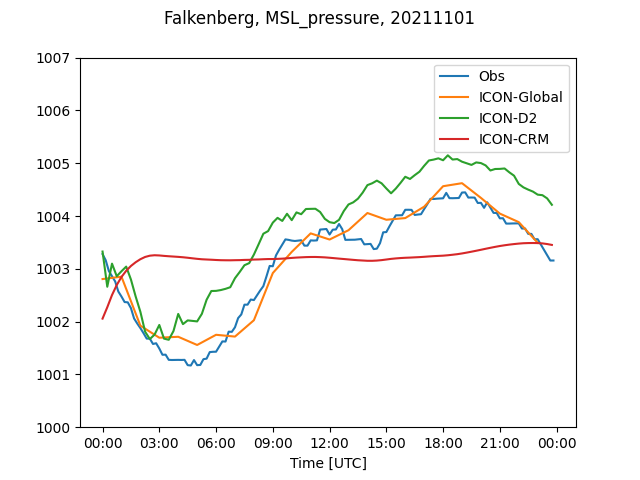 Falkenberg, MSL_pressure, 20211101
1007
1006
1005
1004
1003
1002
1001
1000
Obs
ICON-Global
ICON-D2
ICON-CRM
00:00 03:00 06:00 09:00 12:00 15:00 18:00 21:00 00:00
Time [UTC]